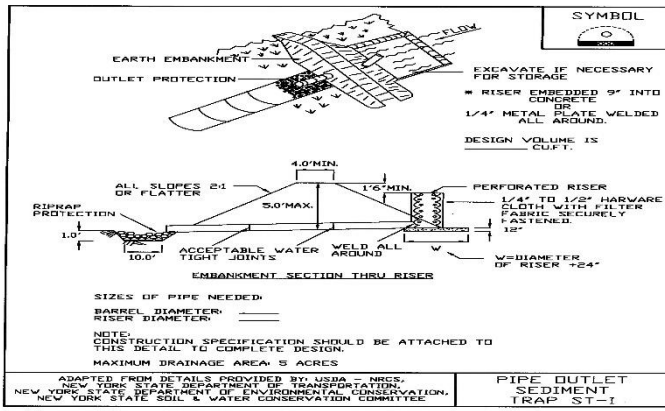 SYMBOL
FLOW
EARTH EMBANKMENT
OUTLET PROTECTION
EXCAVATE IF NECESSARY
FOR STORAGE
* RISER EMBEDDED 9" INTO
CONCRETE
OR
1/4" METAL PLATE WELDED
ALL AROUND.
DESIGN VOLUME IS
______ CU.FT.
4.0'MIN.
ALL SLOPES 2:1
OR FLATTER
1'6"MIN.
PERFORATED RISER
5.0'MAX.
1/4" TO 1/2" HARWARE
CLOTH WITH FILTER
FABRIC SECURELY
FASTENED.
RIPRAP
PROTECTION
1.0'
10.0'
ACCEPTABLE WATER
TIGHT JOINTS
WELD ALL
AROUND
12"
W
W=DIAMETER
OF RISER +24"
EMBANKMENT SECTION THRU RISER
SIZES OF PIPE NEEDED:
BARREL DIAMETER: ______
RISER DIAMETER: ______
NOTE:
CONSTRUCTION SPECIFICATION SHOULD BE ATTACHED TO
THIS DETAIL TO COMPLETE DESIGN.
MAXIMUM DRAINAGE AREA: 5 ACRES
ADAPTED FROM DETAILS PROVIDED BY: USDA - NRCS,
NEW YORK STATE DEPARTMENT OF TRANSPORTATION,
NEW YORK STATE DEPARTMENT OF ENVIRONMENTAL CONSERVATION,
NEW YORK STATE SOIL & WATER CONSERVATION COMMITTEE
PIPE OUTLET
SEDIMENT
TRAP ST-I